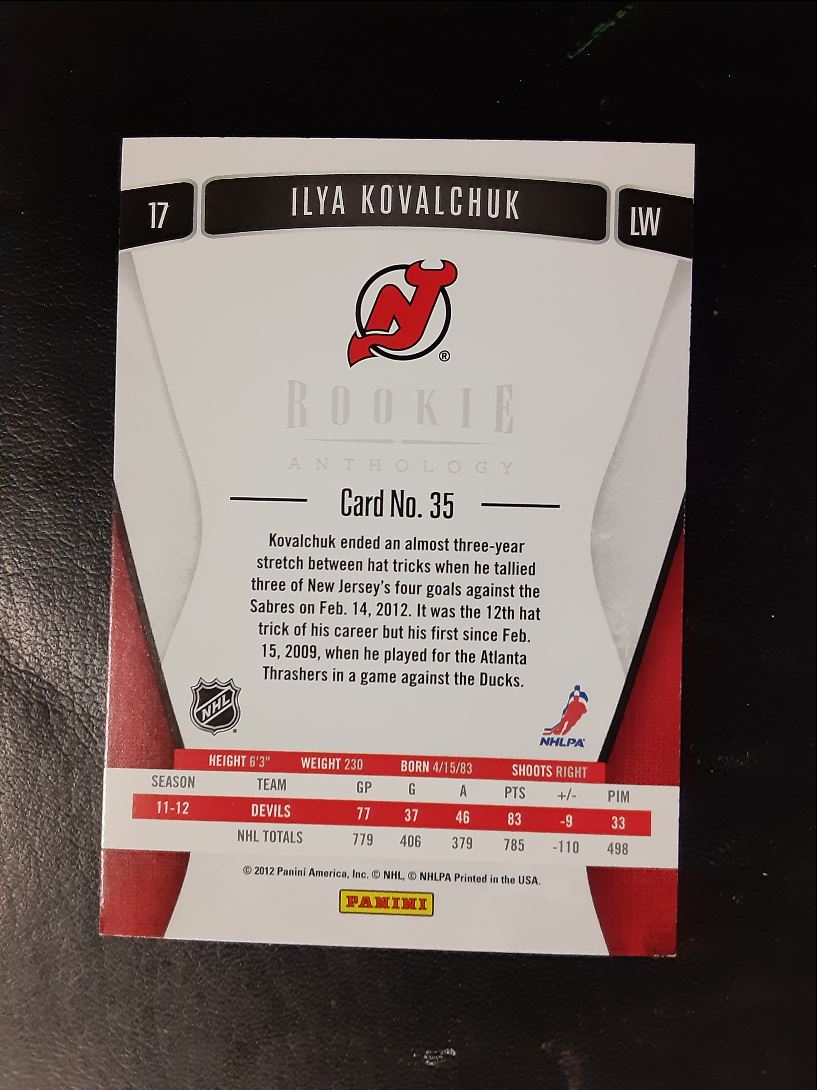 17 ILYA KOVALCHUK LW
NJ ®
ROOKIE
ANTHOLOGY
Card No. 35
Kovalchuk ended an almost three-year
stretch between hat tricks when he tallied
three of New Jersey's four goals against the
Sabres on Feb. 14, 2012. It was the 12th hat
trick of his career but his first since Feb.
15, 2009, when he played for the Atlanta
Thrashers in a game against the Ducks.
NHL
NHLPA
HEIGHT 6'3" WEIGHT 230 BORN 4/15/83 SHOOTS RIGHT
SEASON TEAM GP G A PTS +/- PIM
11-12 DEVILS 77 37 46 83 -9 33
NHL TOTALS 779 406 379 785 -110 498
© 2012 Panini America, Inc. © NHL, © NHLPA Printed in the USA.
PANINI